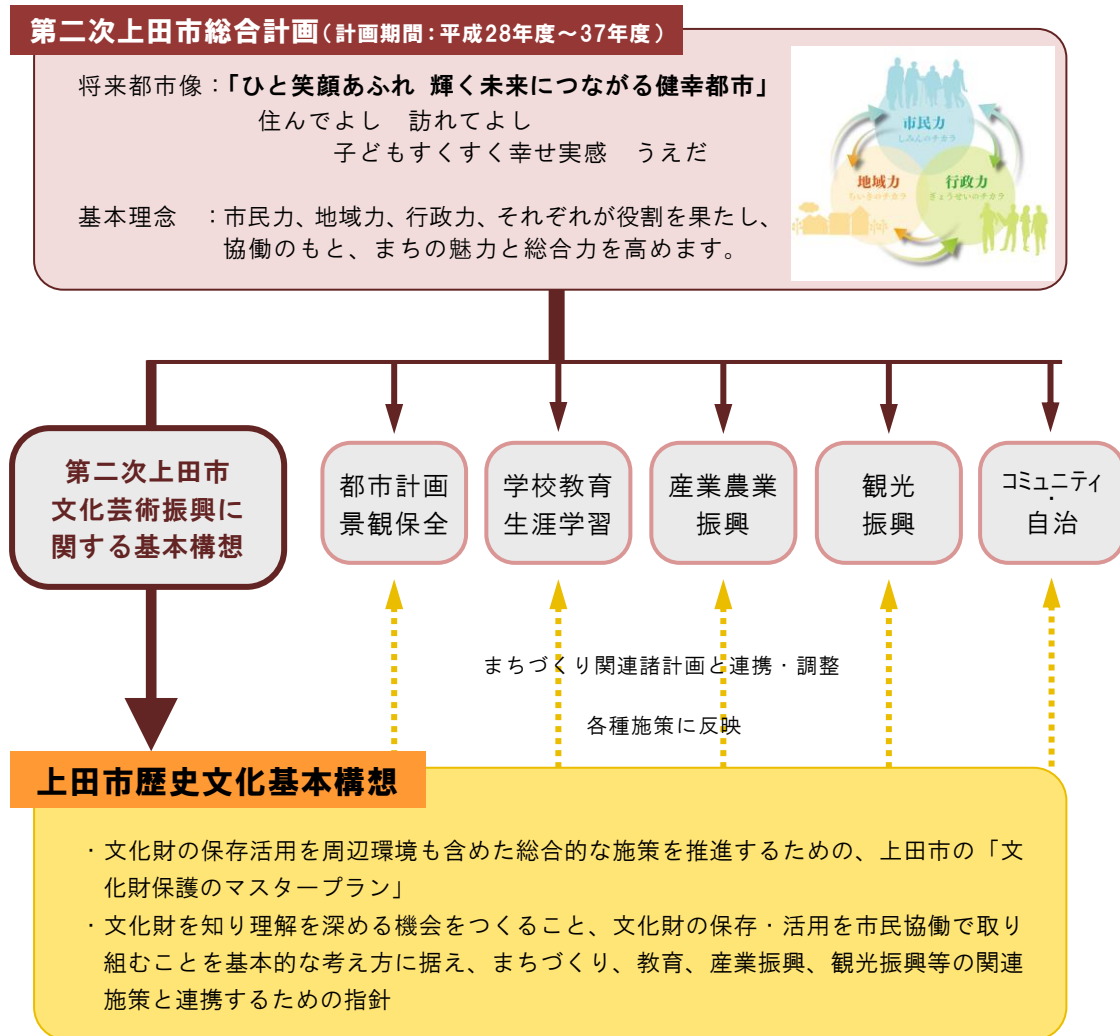 第二次上田市総合計画(計画期間:平成28年度～37年度)
将来都市像:「ひと笑顔あふれ 輝く未来につながる健幸都市」
住んでよし 訪れてよし
子どもすくすく幸せ実感 うえだ
基本理念 :市民力、地域力、行政力、それぞれが役割を果たし、
協働のもと、まちの魅力と総合力を高めます。
市民力
しみんのチカラ
地域力
ちいきのチカラ
行政力
ぎょうせいのチカラ
第二次上田市
文化芸術振興に
関する基本構想
都市計画
景観保全
学校教育
生涯学習
産業農業
振興
観光
振興
コミュニティ
・
自治
まちづくり関連諸計画と連携・調整
各種施策に反映
上田市歴史文化基本構想
・文化財の保存活用を周辺環境も含めた総合的な施策を推進するための、上田市の「文
化財保護のマスタープラン」
・文化財を知り理解を深める機会をつくること、文化財の保存・活用を市民協働で取り
組むことを基本的な考え方に据え、まちづくり、教育、産業振興、観光振興等の関連
施策と連携するための指針